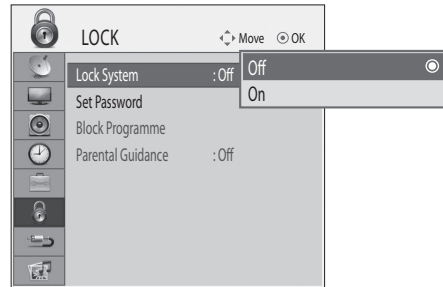 LOCK Move OK
Lock System : Off
Set Password
Block Programme
Parental Guidance : Off
Off
On